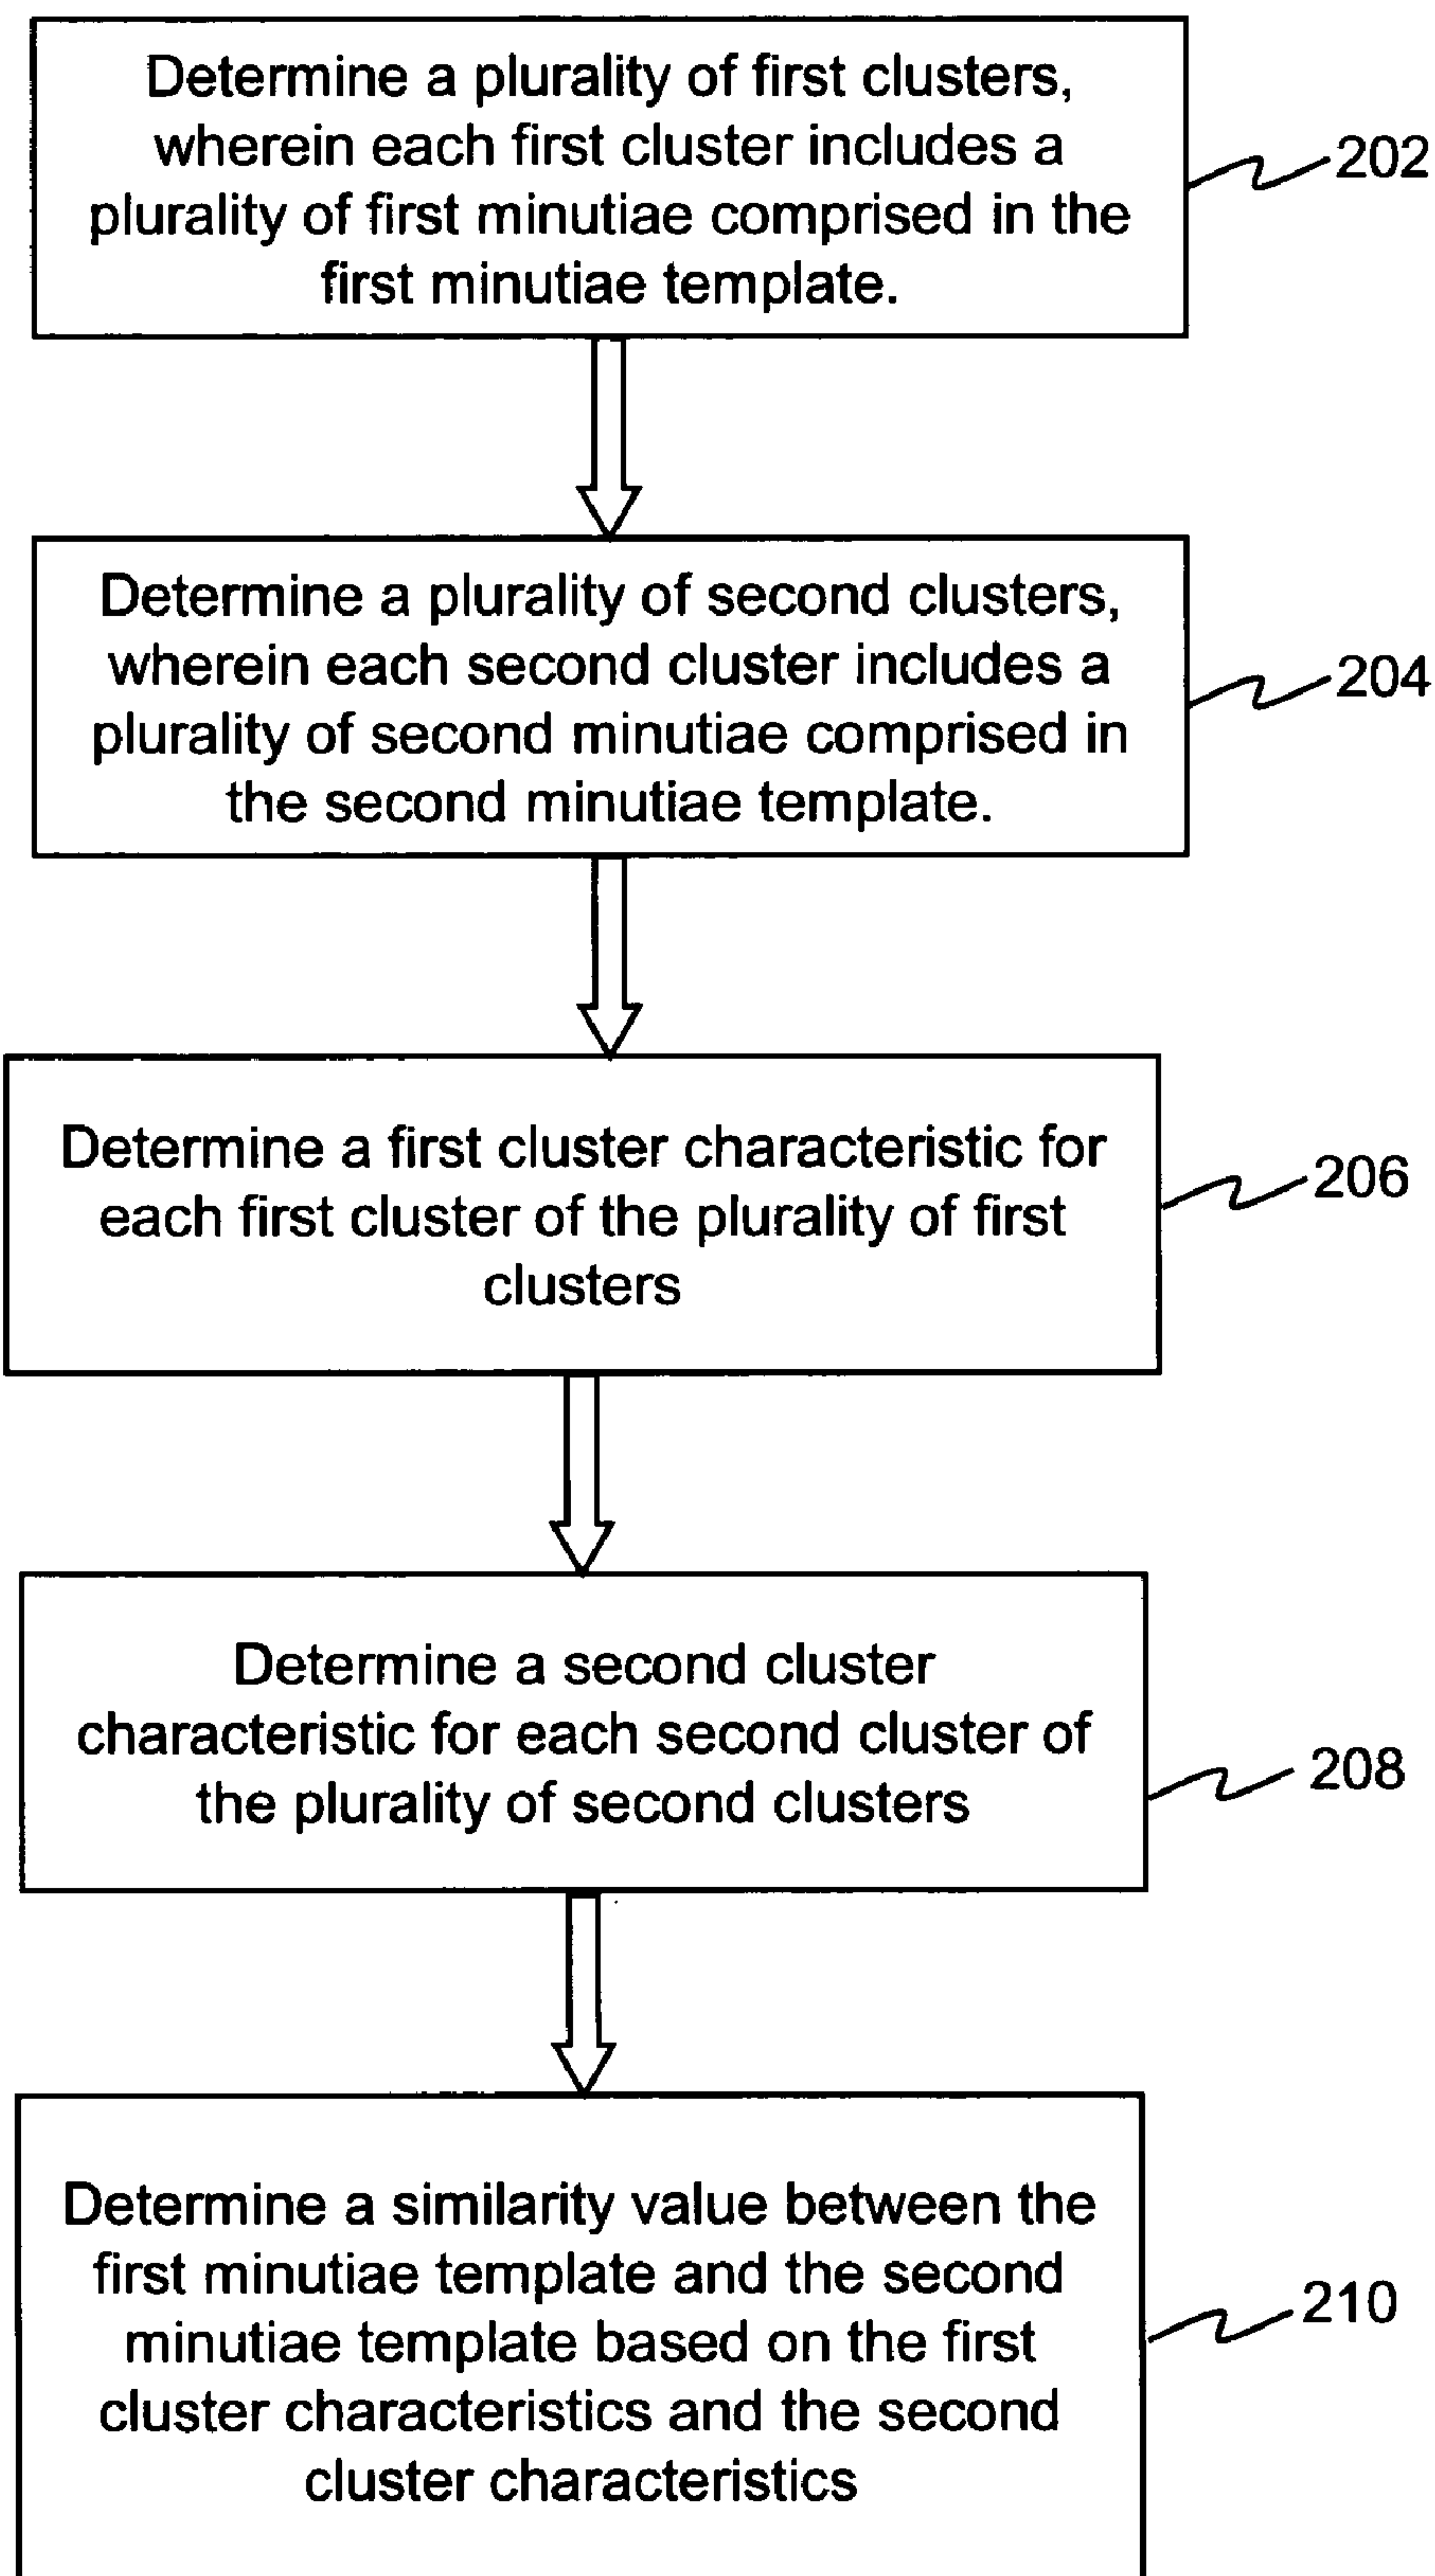 Determine a plurality of first clusters,
wherein each first cluster includes a
plurality of first minutiae comprised in the
first minutiae template.
202
Determine a plurality of second clusters,
wherein each second cluster includes a
plurality of second minutiae comprised in
the second minutiae template.
204
Determine a first cluster characteristic for
each first cluster of the plurality of first
clusters
206
Determine a second cluster
characteristic for each second cluster of
the plurality of second clusters
208
Determine a similarity value between the
first minutiae template and the second
minutiae template based on the first
cluster characteristics and the second
cluster characteristics
210